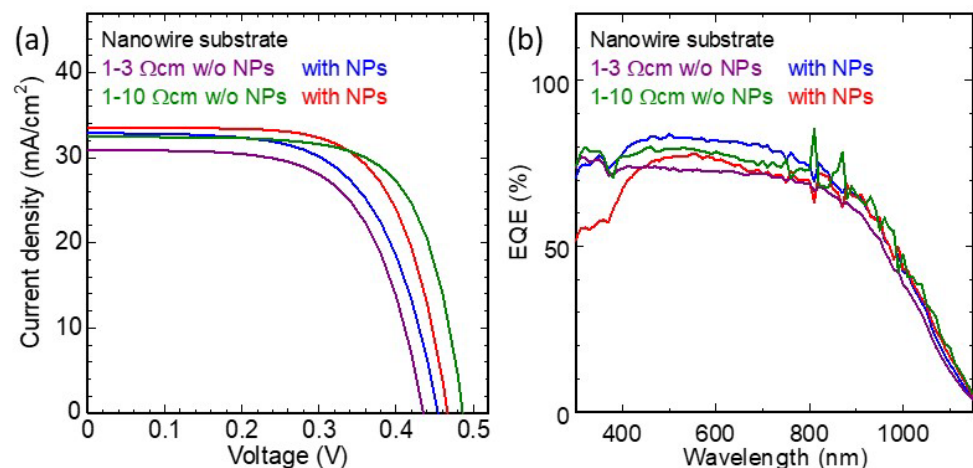 (a)
Nanowire substrate
1-3 Ωcm w/o NPs with NPs
1-10 Ωcm w/o NPs with NPs
40
30
20
10
0
Current density (mA/cm²)
0 0.1 0.2 0.3 0.4 0.5
Voltage (V)
(b)
Nanowire substrate
1-3 Ωcm w/o NPs with NPs
1-10 Ωcm w/o NPs with NPs
100
50
0
EQE (%)
400 600 800 1000
Wavelength (nm)